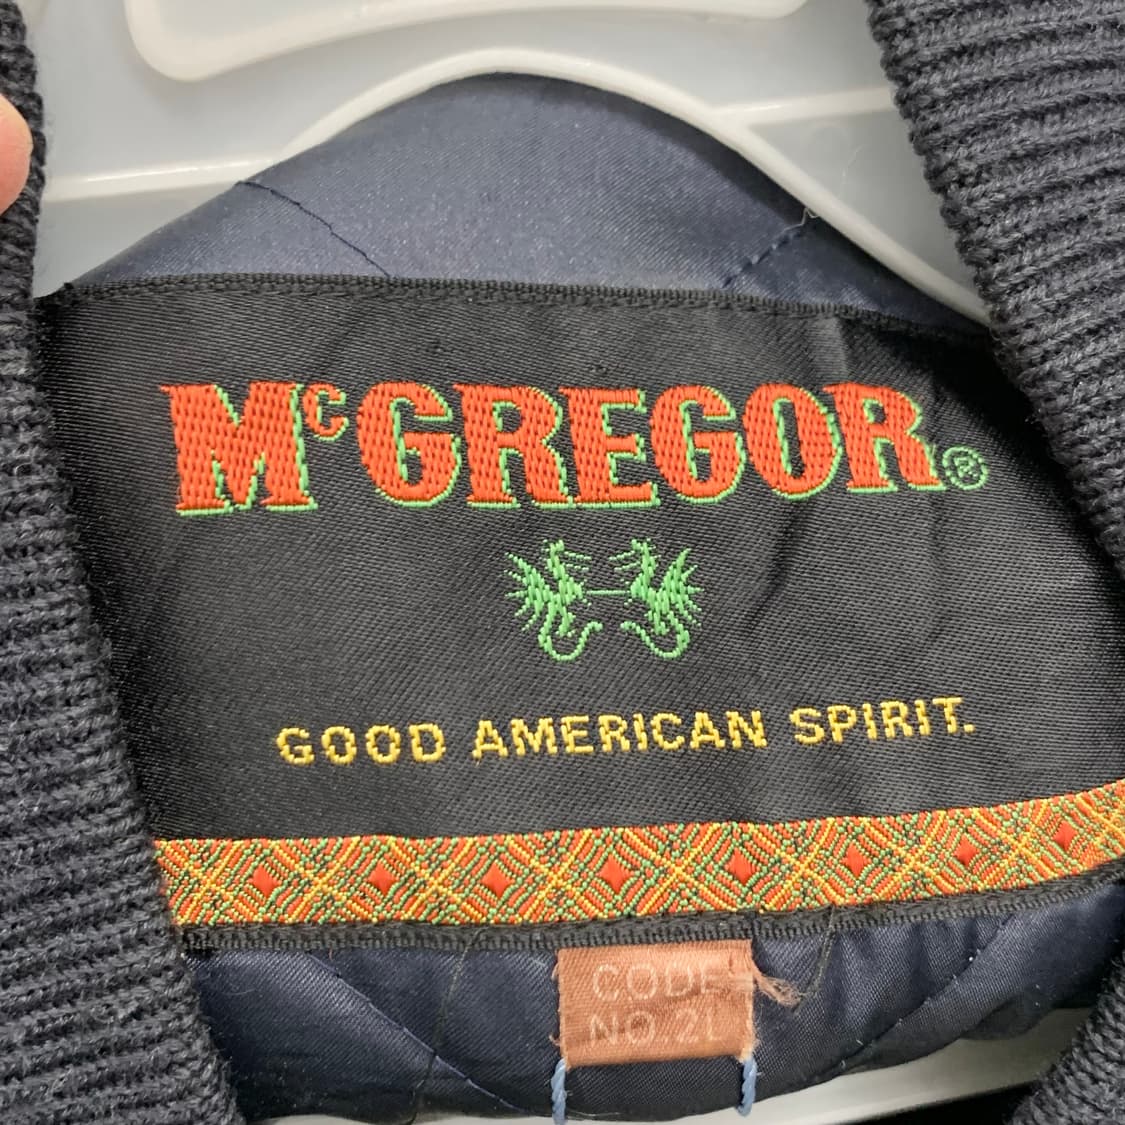 McGREGOR®
GOOD AMERICAN SPIRIT.
CODE
NO 2L